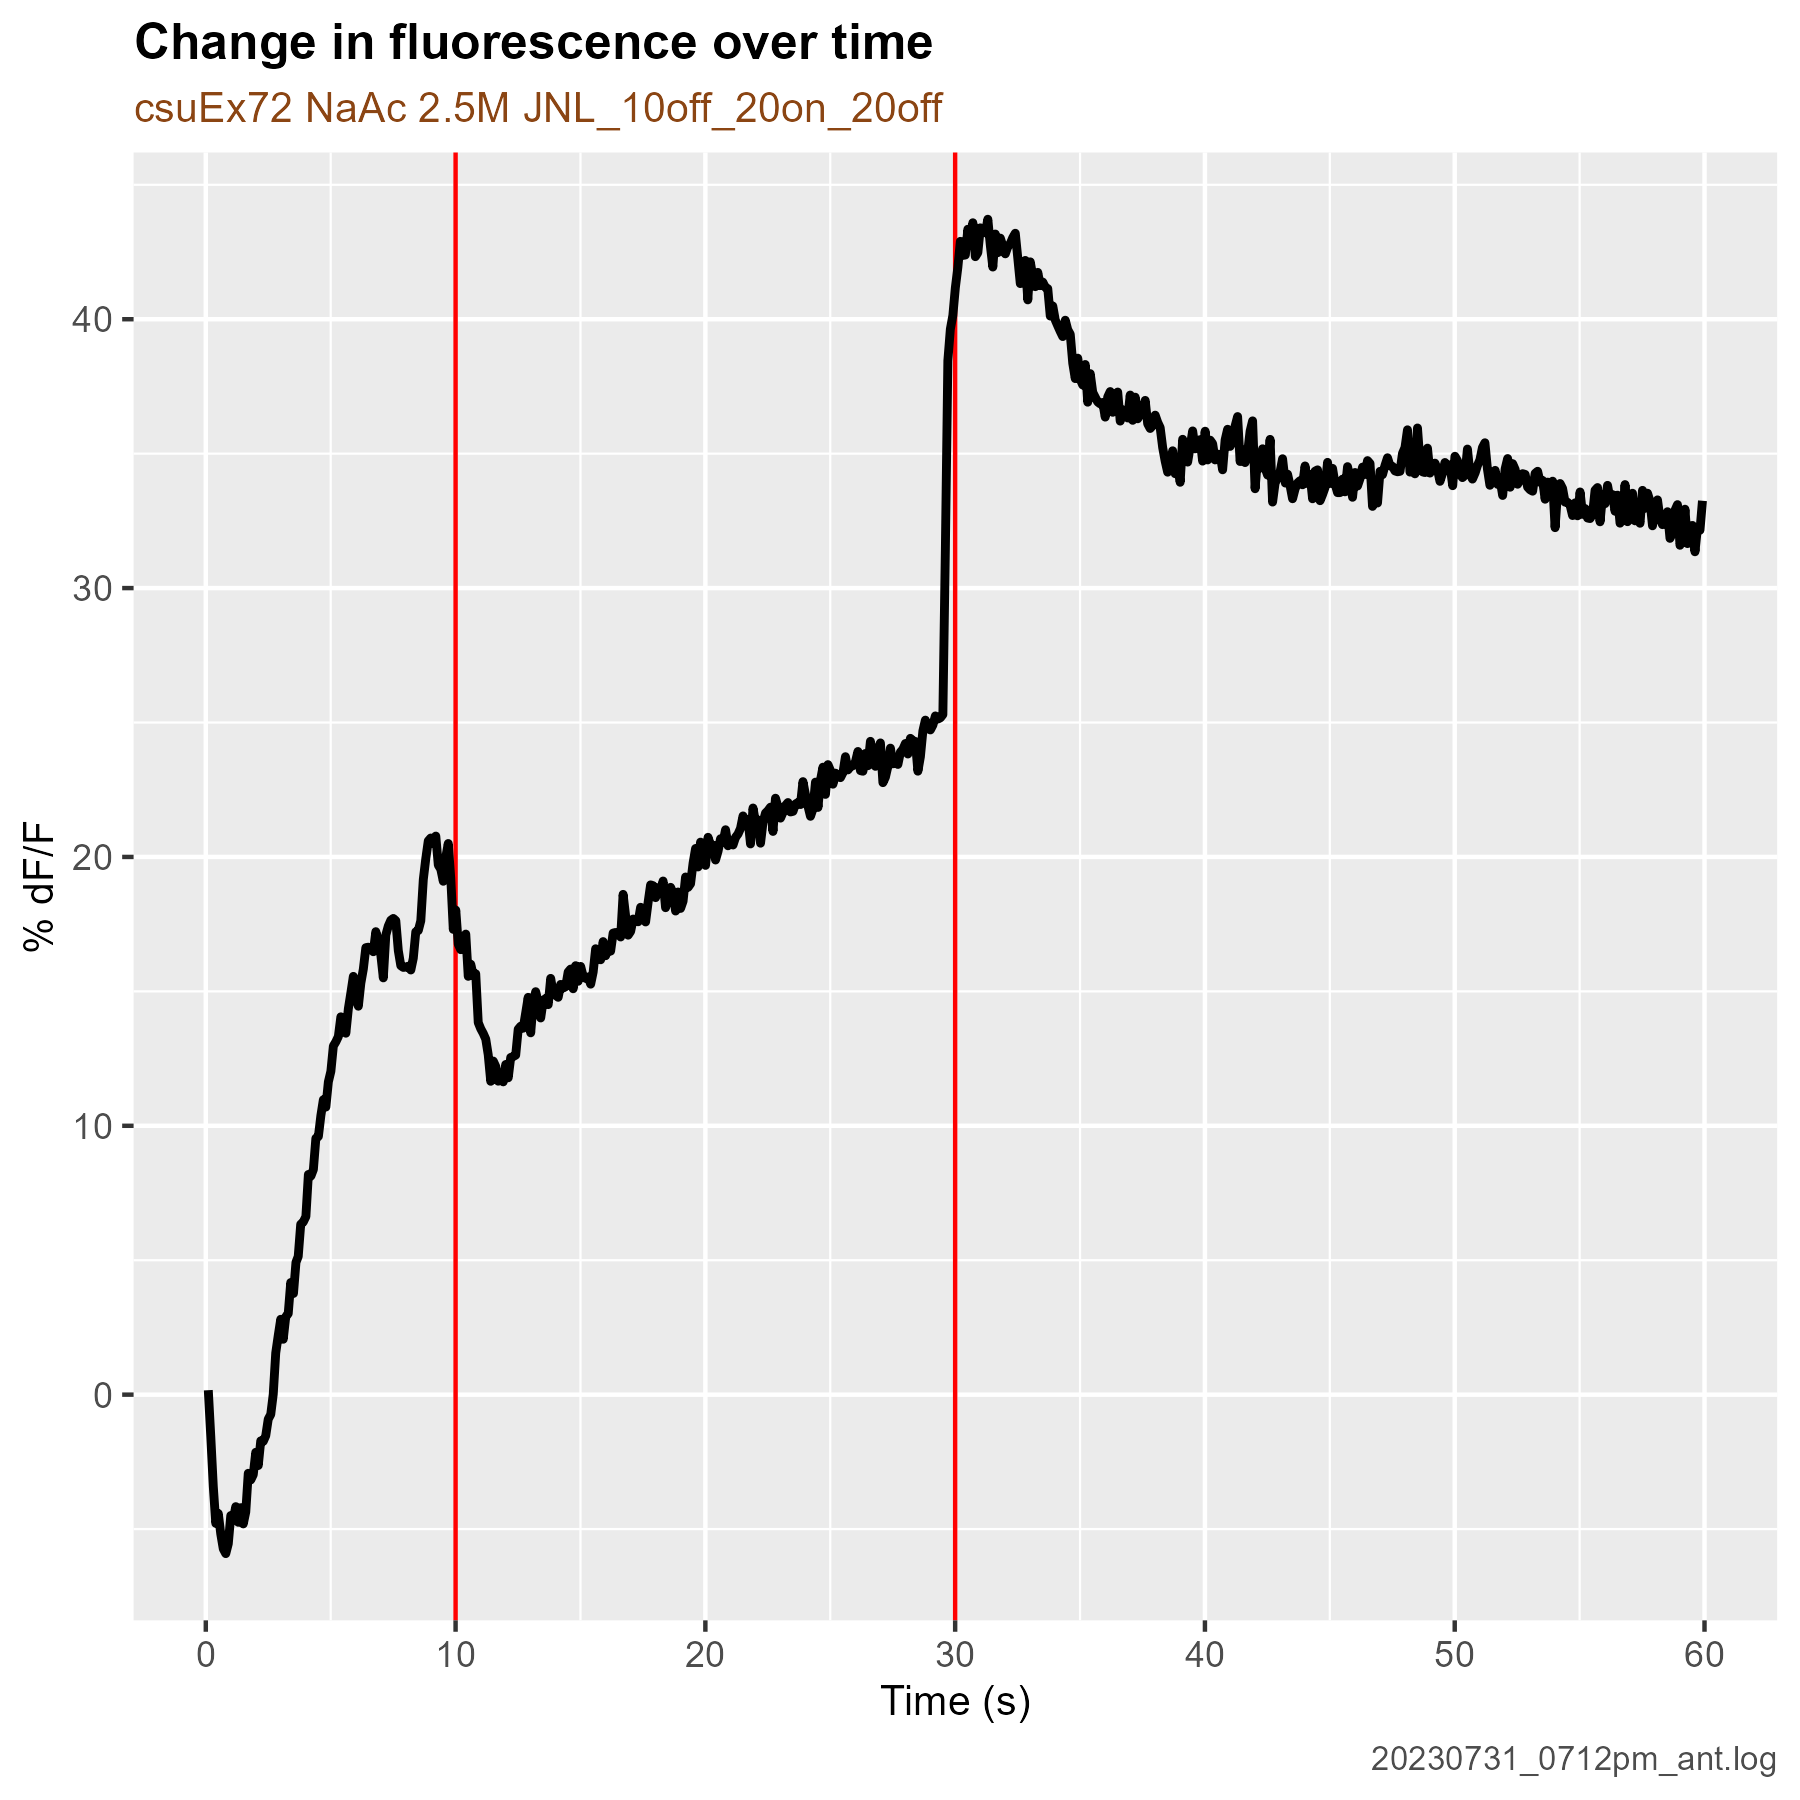 Change in fluorescence over time
csuEx72 NaAc 2.5M JNL_10off_20on_20off
% dF/F
40
30
20
10
0
0 10 20 30 40 50 60
Time (s)
20230731_0712pm_ant.log